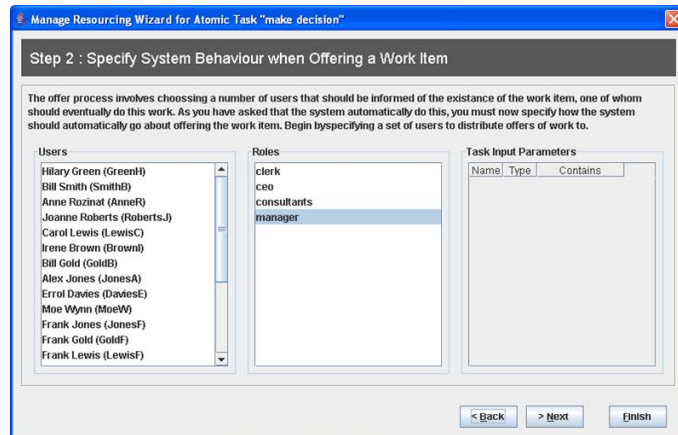 Manage Resourcing Wizard for Atomic Task "make decision"
Step 2 : Specify System Behaviour when Offering a Work Item
The offer process involves choossing a number of users that should be informed of the existance of the work item, one of whom
should eventually do this work. As you have asked that the system automatically do this, you must now specify how the system
should automatically go about offering the work item. Begin byspecifying a set of users to distribute offers of work to.
Users
Hilary Green (GreenH)
Bill Smith (SmithB)
Anne Rozinat (AnneR)
Joanne Roberts (RobertsJ)
Carol Lewis (LewisC)
Irene Brown (BrownI)
Bill Gold (GoldB)
Alex Jones (JonesA)
Errol Davies (DaviesE)
Moe Wynn (MoeW)
Frank Jones (JonesF)
Frank Gold (GoldF)
Frank Lewis (LewisF)
Roles
clerk
ceo
consultants
manager
Task Input Parameters
Name Type Contains
< Back > Next Finish